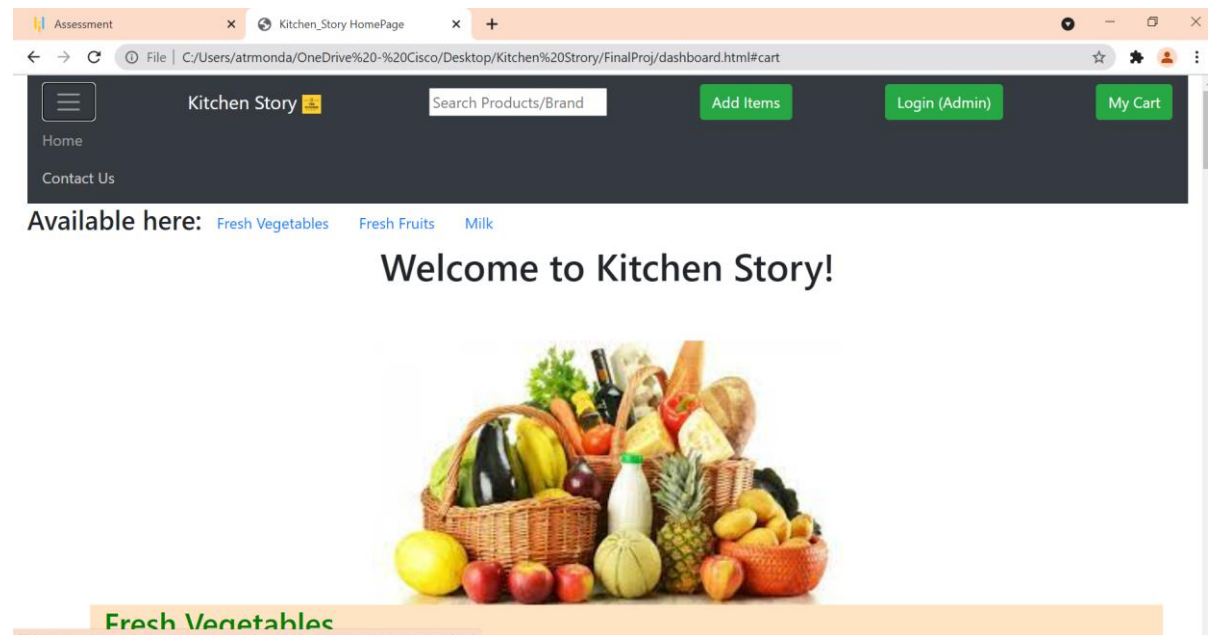 Assessment
Kitchen_Story HomePage
File | C:/Users/atrmonda/OneDrive%20-%20Cisco/Desktop/Kitchen%20Strory/FinalProj/dashboard.html#cart
Kitchen Story
Search Products/Brand
Add Items
Login (Admin)
My Cart
Home
Contact Us
Available here: Fresh Vegetables Fresh Fruits Milk
Welcome to Kitchen Story!
Fresh Vegetables